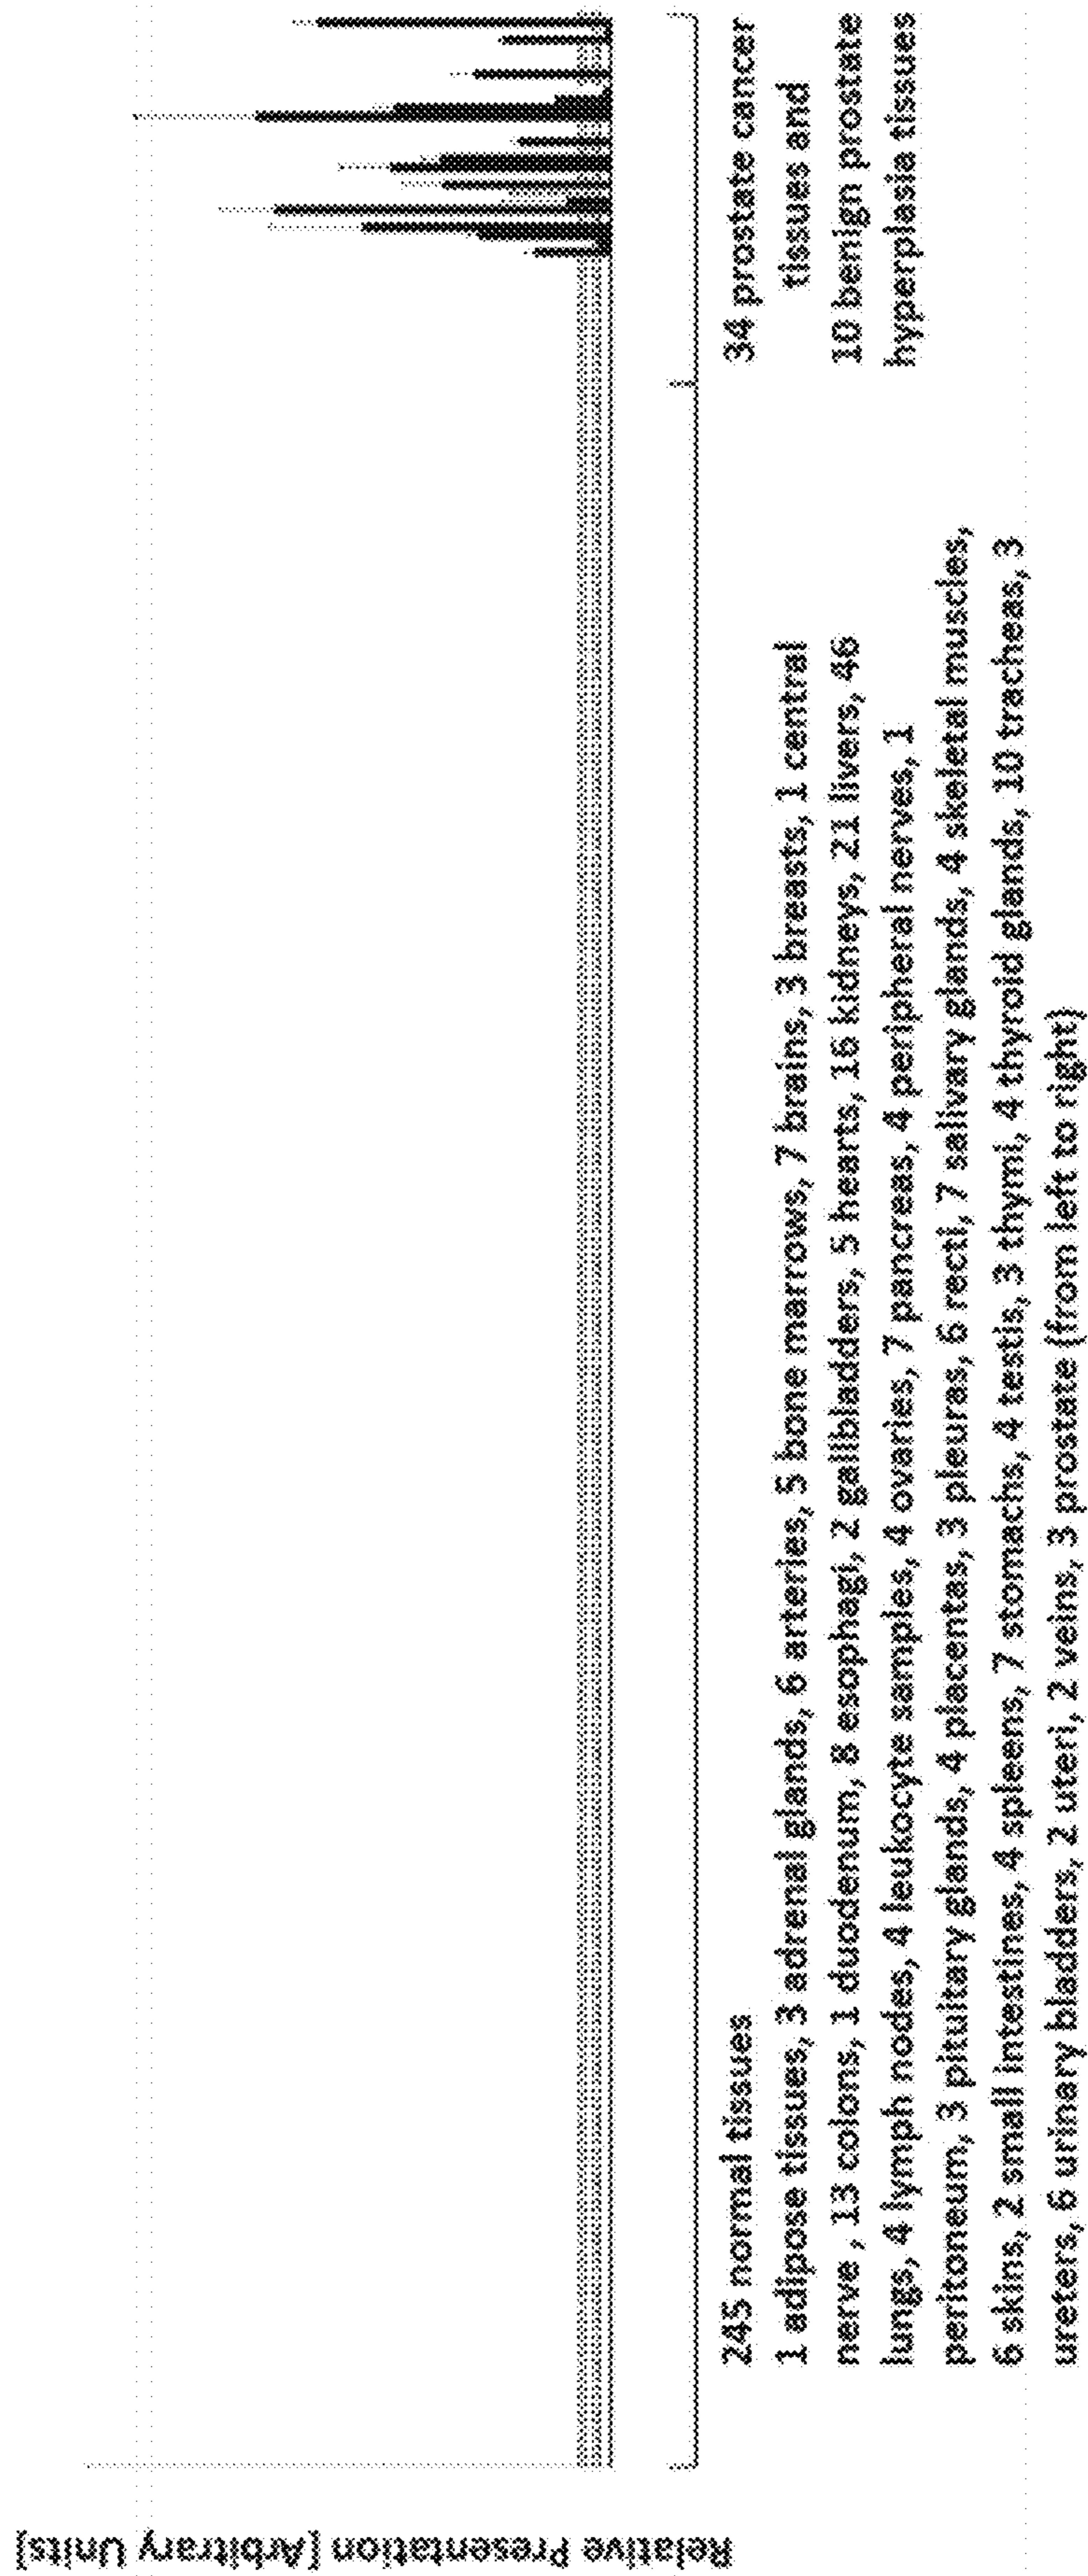 Relative Presentation [Arbitrary Units]
245 normal tissues
1 adipose tissues, 3 adrenal glands, 6 arteries, 5 bone marrows, 7 brains, 3 breasts, 1 central
nerve , 13 colons, 1 duodenum, 8 esophagi, 2 gallbladders, 5 hearts, 16 kidneys, 21 livers, 46
lungs, 4 lymph nodes, 4 leukocyte samples, 4 ovaries, 7 pancreas, 4 peripheral nerves, 1
peritoneum, 3 pituitary glands, 4 placentas, 3 pleuras, 6 recti, 7 salivary glands, 4 skeletal muscles,
6 skins, 2 small intestines, 4 spleens, 7 stomachs, 4 testis, 3 thymi, 4 thyroid glands, 10 tracheas, 3
ureters, 6 urinary bladders, 2 uteri, 2 veins, 3 prostate (from left to right)
34 prostate cancer
tissues and
10 benign prostate
hyperplasia tissues